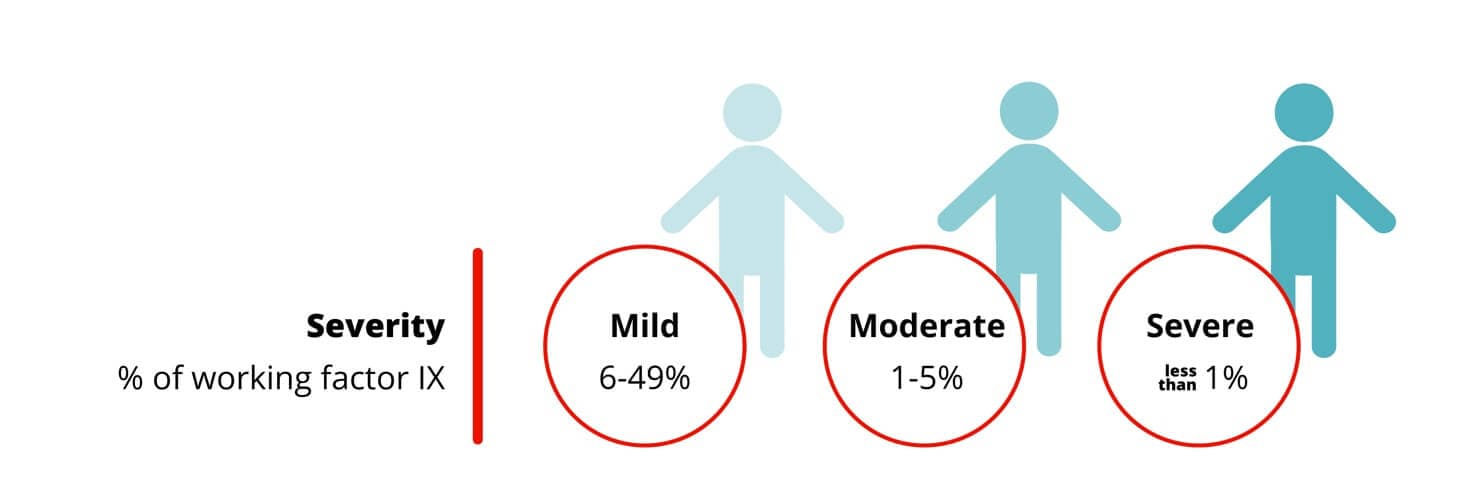 Severity
% of working factor IX
Mild
6-49%
Moderate
1-5%
Severe
less than 1%